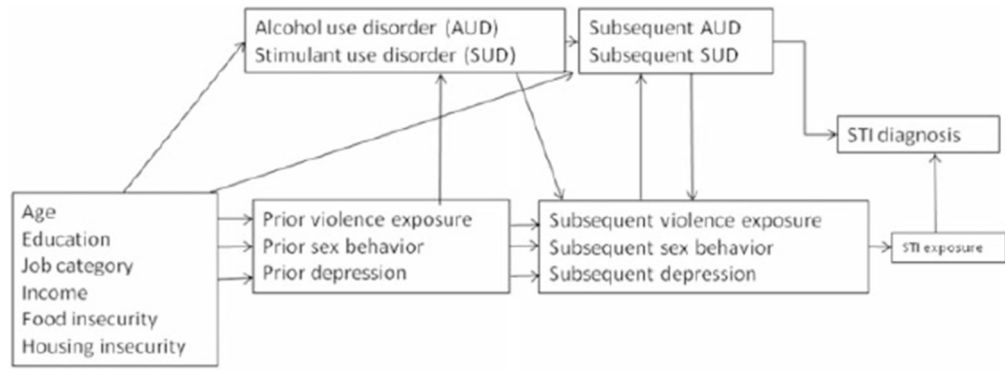 Alcohol use disorder (AUD)
Stimulant use disorder (SUD)
Subsequent AUD
Subsequent SUD
STI diagnosis
Age
Education
Job category
Income
Food insecurity
Housing insecurity
Prior violence exposure
Prior sex behavior
Prior depression
Subsequent violence exposure
Subsequent sex behavior
Subsequent depression
STI exposure